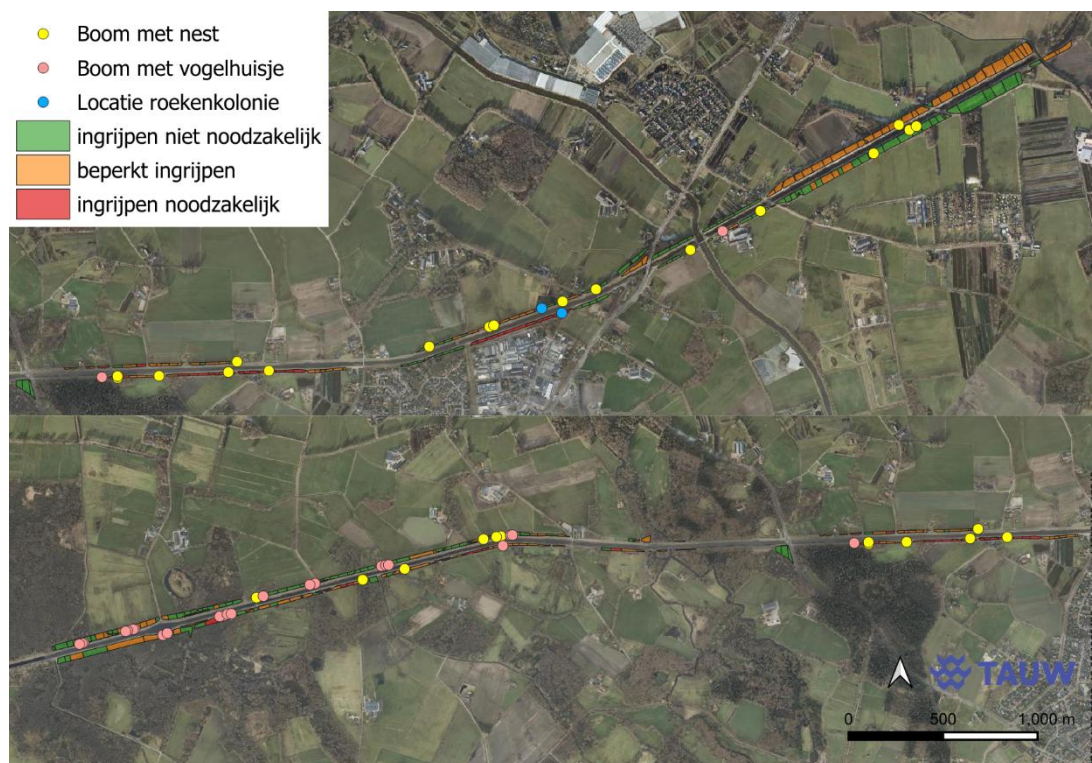 Boom met nest
Boom met vogelhuisje
Locatie roekenkolonie
ingrijpen niet noodzakelijk
beperkt ingrijpen
ingrijpen noodzakelijk
TAUW
0 500 1,000 m